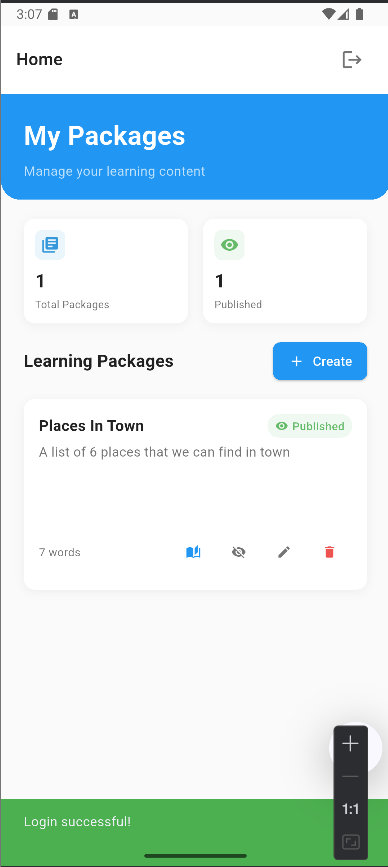 3:07
A
Home
My Packages
Manage your learning content
1
Total Packages
1
Published
Learning Packages
+ Create
Places In Town
Published
A list of 6 places that we can find in town
7 words
1:1
Login successful!